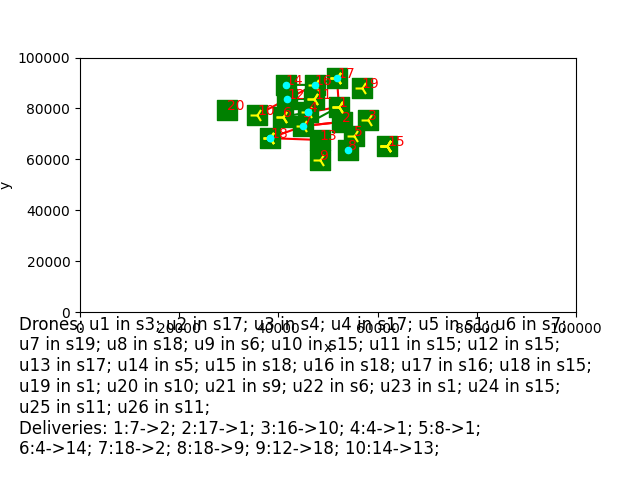 100000
80000
60000
40000
20000
0
y
0 20000 40000 60000 80000 100000
x
17
19
20
15
Drones: u1 in s3; u2 in s17; u3 in s4; u4 in s17; u5 in s1; u6 in s7;
u7 in s19; u8 in s18; u9 in s6; u10 in s15; u11 in s15; u12 in s15;
u13 in s17; u14 in s5; u15 in s18; u16 in s18; u17 in s16; u18 in s15;
u19 in s1; u20 in s10; u21 in s9; u22 in s6; u23 in s1; u24 in s15;
u25 in s11; u26 in s11;
Deliveries: 1:7->2; 2:17->1; 3:16->10; 4:4->1; 5:8->1;
6:4->14; 7:18->2; 8:18->9; 9:12->18; 10:14->13;